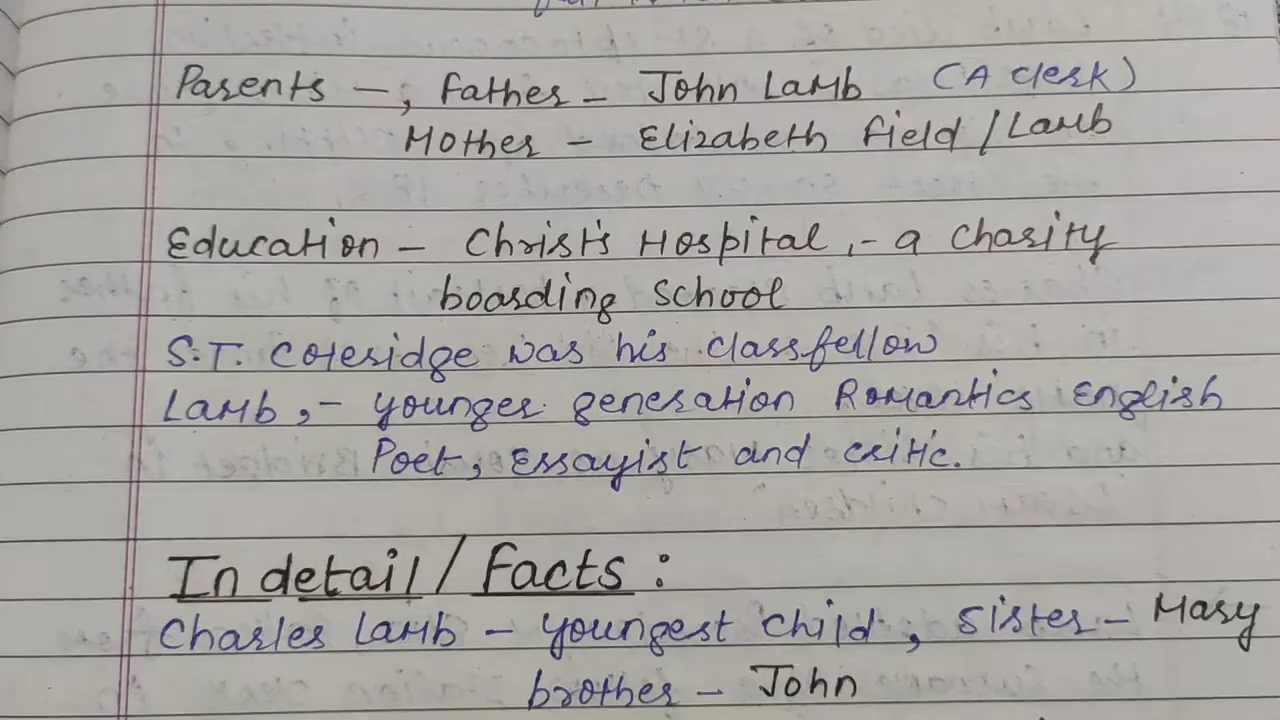 Parents -, Father - John Lamb (A clerk)
Mother - Elizabeth Field / Lamb
Education - Christ's Hospital, - a charity
boarding school
S.T. Coleridge was his classfellow
Lamb, - younger generation Romantics English
Poet, Essayist and critic.
In detail / Facts :
Charles Lamb - youngest child, Sister - Mary
brother - John